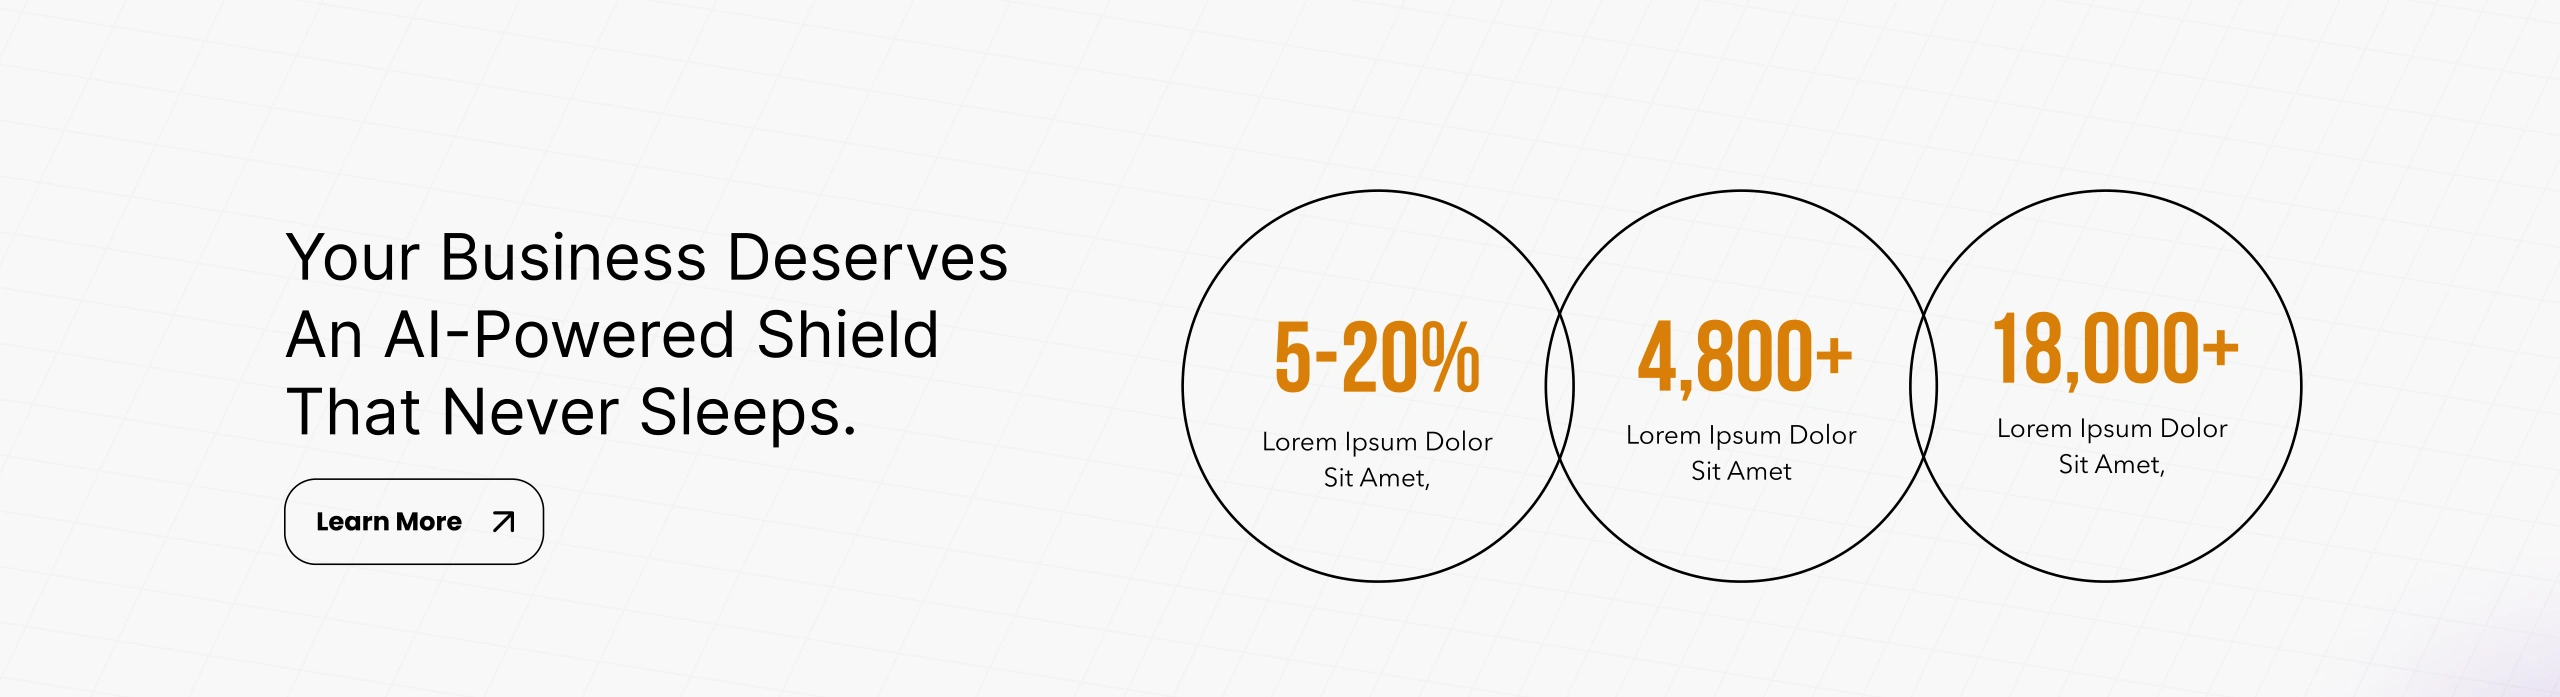 Your Business Deserves
An AI-Powered Shield
That Never Sleeps.
Learn More
5-20%
Lorem Ipsum Dolor
Sit Amet,
4,800+
Lorem Ipsum Dolor
Sit Amet
18,000+
Lorem Ipsum Dolor
Sit Amet,